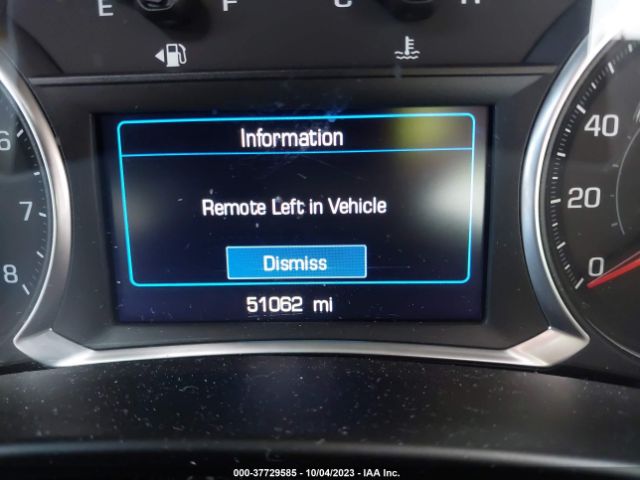 E F C H
Information
6
40
Remote Left in Vehicle
7
20
Dismiss
8
0
51062 mi
000-37729585 - 10/04/2023 - IAA Inc.